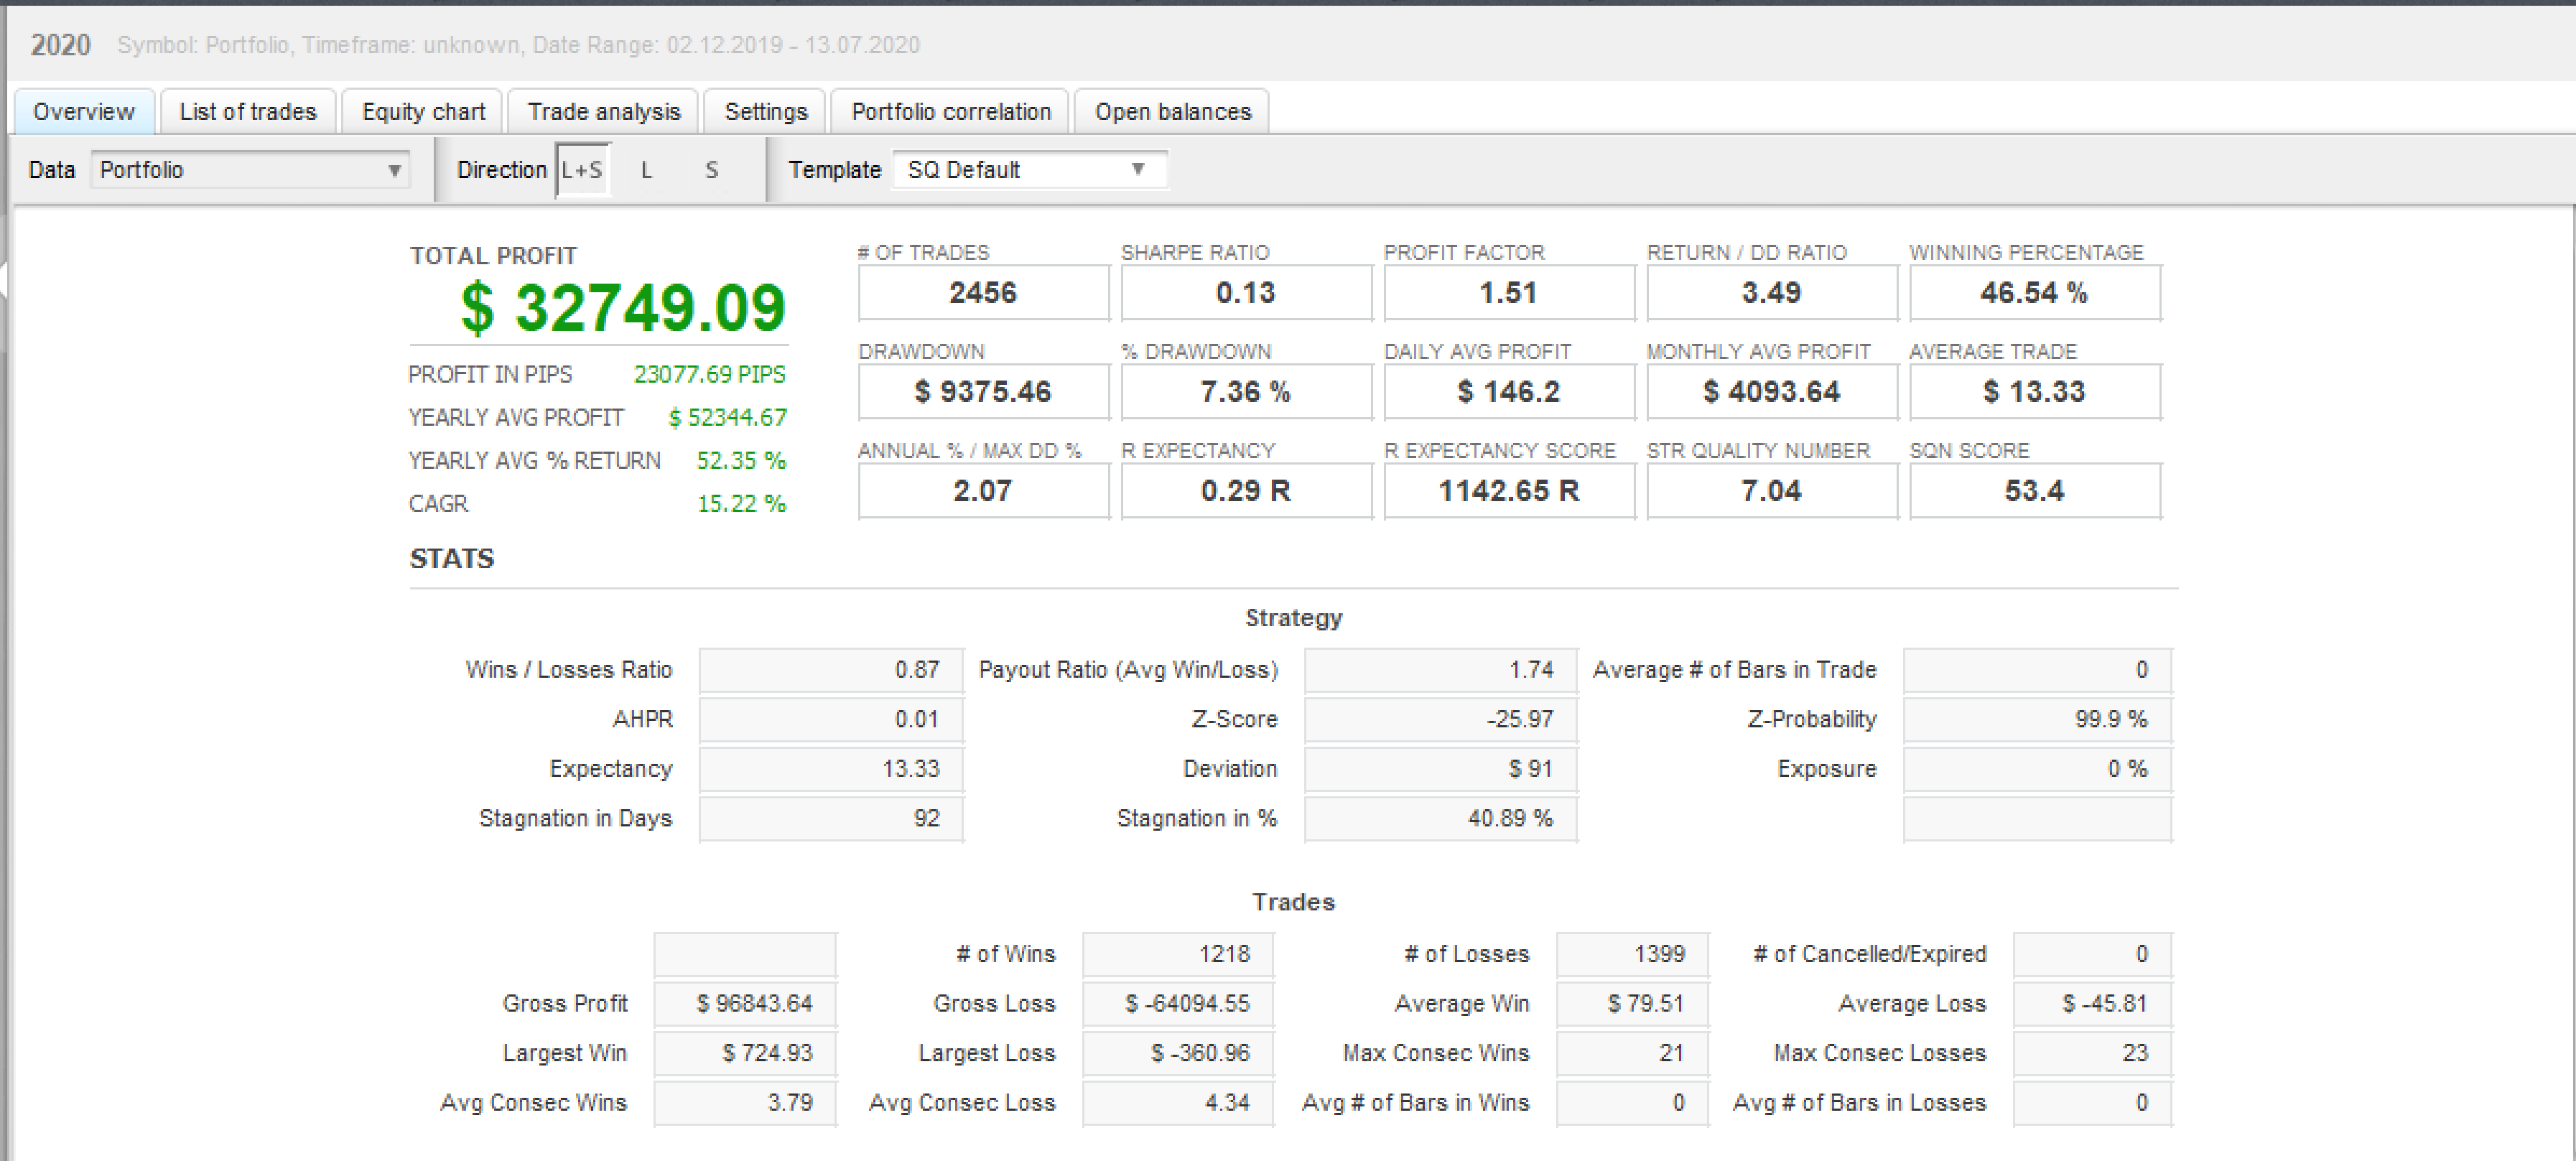 2020 Symbol: Portfolio, Timeframe: unknown, Date Range: 02.12.2019 - 13.07.2020
Overview List of trades Equity chart Trade analysis Settings Portfolio correlation Open balances
Data Portfolio Direction L+S L S Template SQ Default
TOTAL PROFIT
$ 32749.09
PROFIT IN PIPS 23077.69 PIPS
YEARLY AVG PROFIT $ 52344.67
YEARLY AVG % RETURN 52.35 %
CAGR 15.22 %
# OF TRADES SHARPE RATIO PROFIT FACTOR RETURN / DD RATIO WINNING PERCENTAGE
2456 0.13 1.51 3.49 46.54 %
DRAWDOWN % DRAWDOWN DAILY AVG PROFIT MONTHLY AVG PROFIT AVERAGE TRADE
$ 9375.46 7.36 % $ 146.2 $ 4093.64 $ 13.33
ANNUAL % / MAX DD % R EXPECTANCY R EXPECTANCY SCORE STR QUALITY NUMBER SQN SCORE
2.07 0.29 R 1142.65 R 7.04 53.4
STATS
Strategy
Wins / Losses Ratio 0.87 Payout Ratio (Avg Win/Loss) 1.74 Average # of Bars in Trade 0
AHPR 0.01 Z-Score -25.97 Z-Probability 99.9 %
Expectancy 13.33 Deviation $ 91 Exposure 0 %
Stagnation in Days 92 Stagnation in % 40.89 %
Trades
# of Wins 1218 # of Losses 1399 # of Cancelled/Expired 0
Gross Profit $ 96843.64 Gross Loss $ -64094.55 Average Win $ 79.51 Average Loss $ -45.81
Largest Win $ 724.93 Largest Loss $ -360.96 Max Consec Wins 21 Max Consec Losses 23
Avg Consec Wins 3.79 Avg Consec Loss 4.34 Avg # of Bars in Wins 0 Avg # of Bars in Losses 0